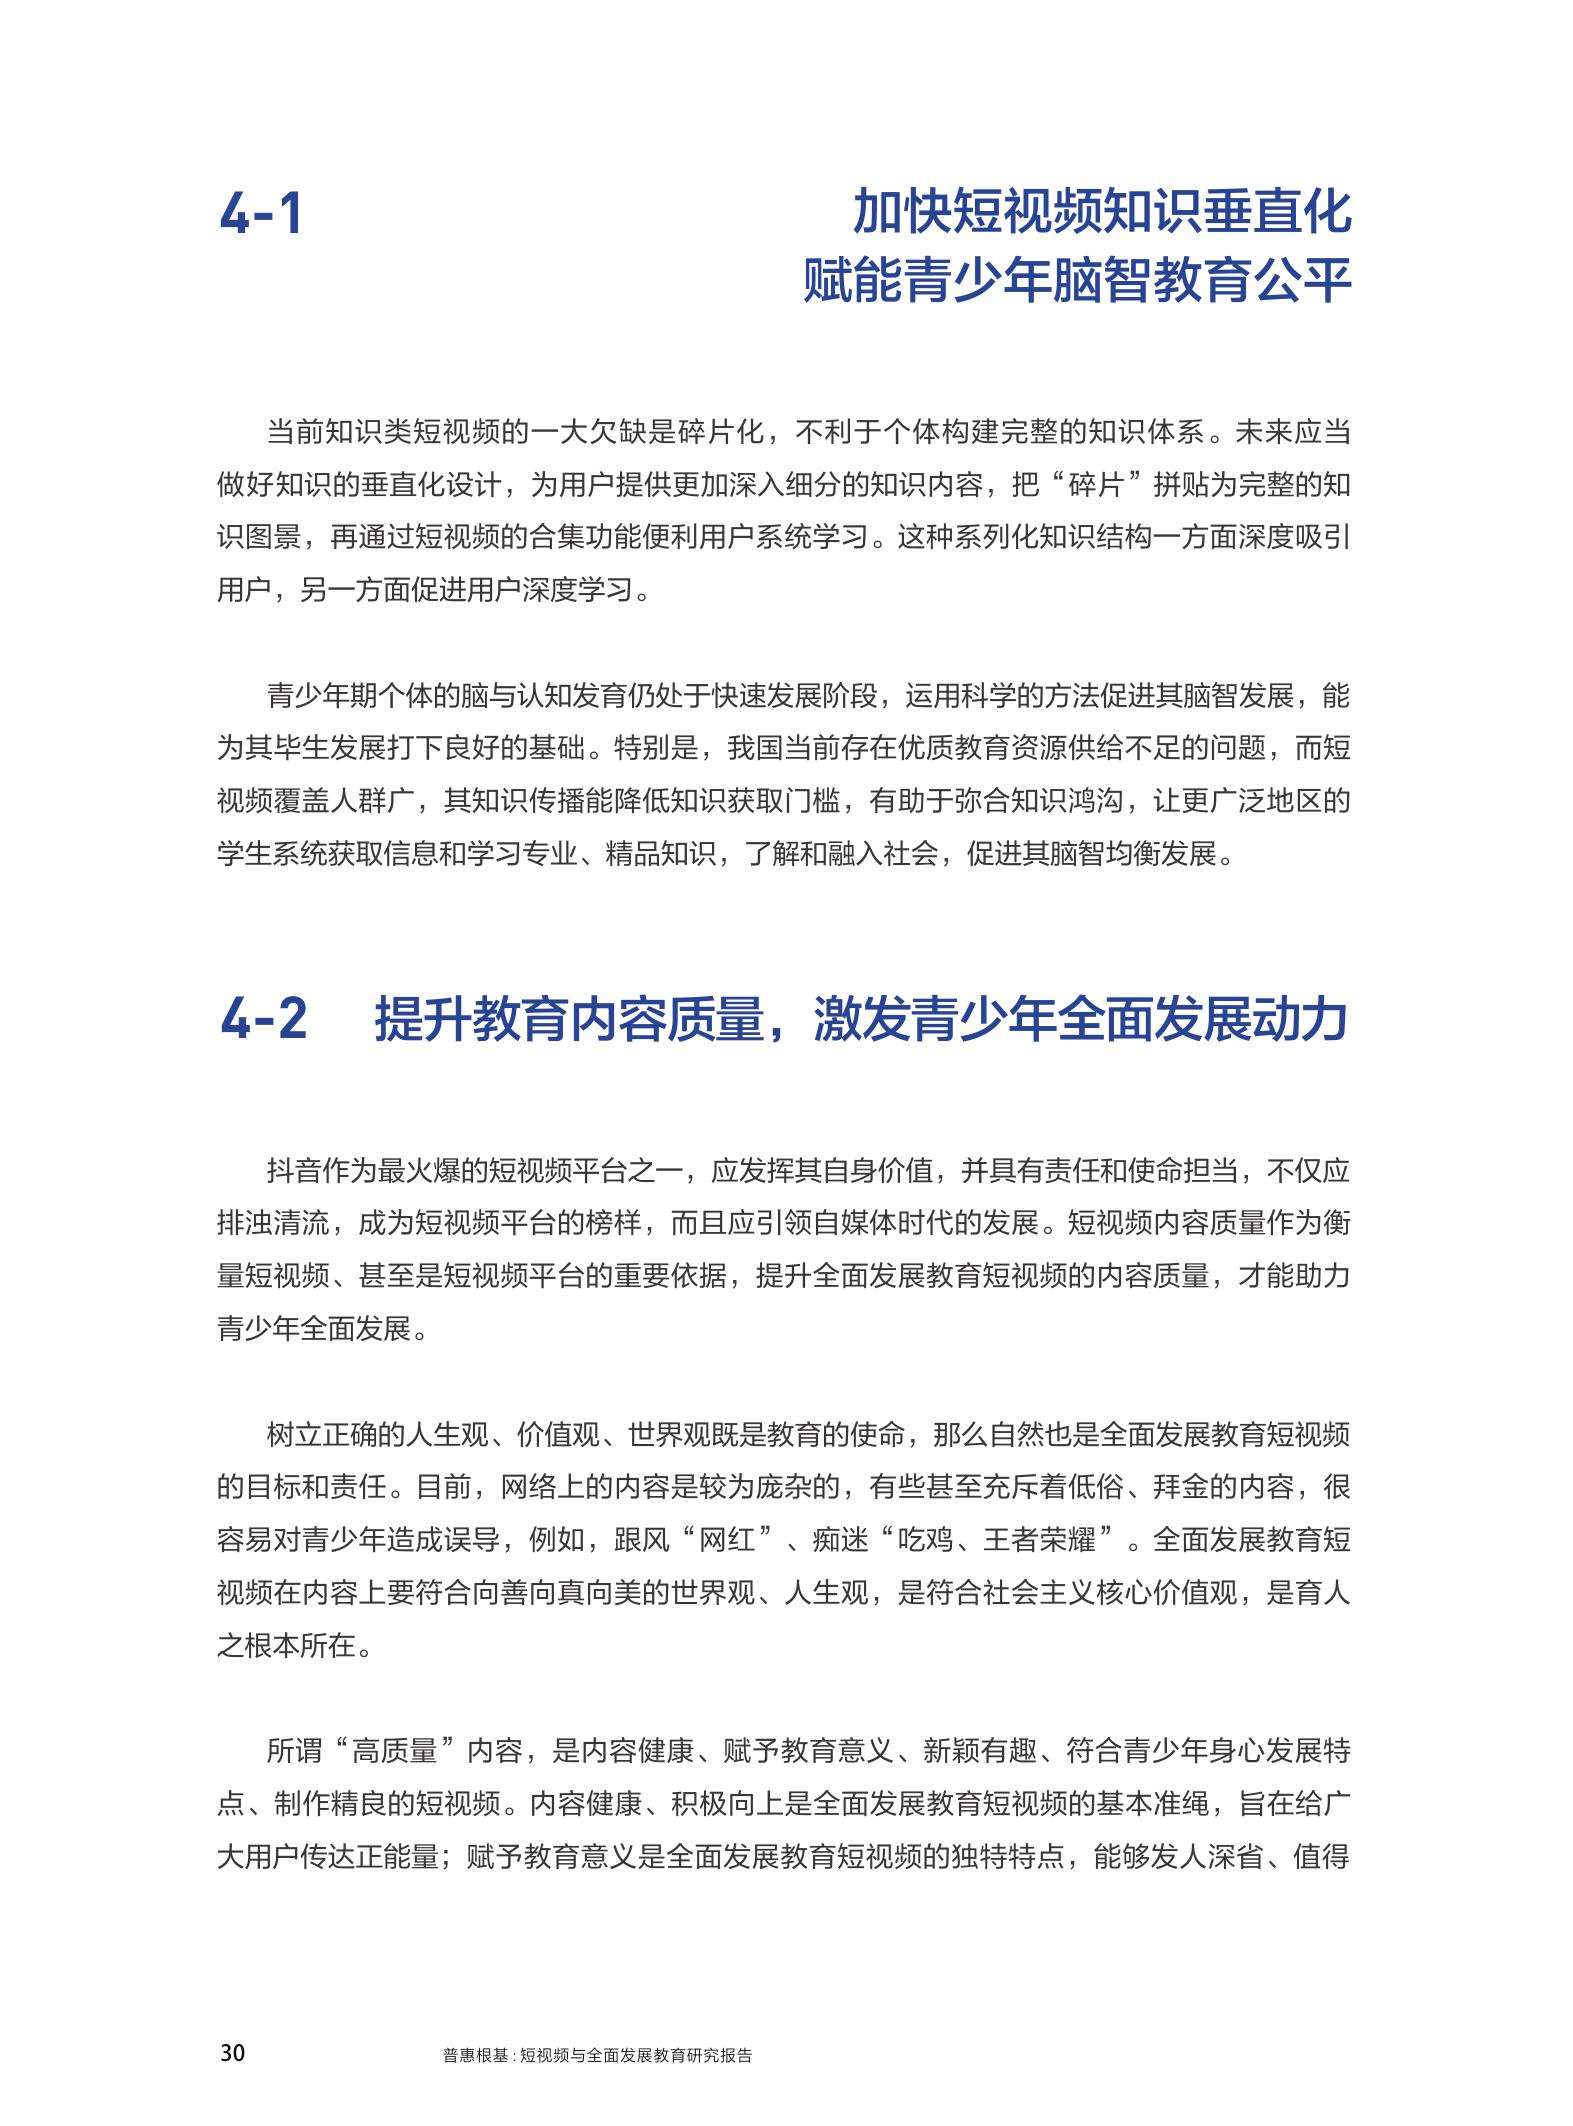 4-1
加快短视频知识垂直化
赋能青少年脑智教育公平
当前知识类短视频的一大欠缺是碎片化，不利于个体构建完整的知识体系。未来应当
做好知识的垂直化设计，为用户提供更加深入细分的知识内容，把“碎片”拼贴为完整的知
识图景，再通过短视频的合集功能便利用户系统学习。这种系列化知识结构一方面深度吸引
用户，另一方面促进用户深度学习。
青少年期个体的脑与认知发育仍处于快速发展阶段，运用科学的方法促进其脑智发展，能
为其毕生发展打下良好的基础。特别是，我国当前存在优质教育资源供给不足的问题，而短
视频覆盖人群广，其知识传播能降低知识获取门槛，有助于弥合知识鸿沟，让更广泛地区的
学生系统获取信息和学习专业、精品知识，了解和融入社会，促进其脑智均衡发展。
4-2 提升教育内容质量，激发青少年全面发展动力
抖音作为最火爆的短视频平台之一，应发挥其自身价值，并具有责任和使命担当，不仅应
排浊清流，成为短视频平台的榜样，而且应引领自媒体时代的发展。短视频内容质量作为衡
量短视频、甚至是短视频平台的重要依据，提升全面发展教育短视频的内容质量，才能助力
青少年全面发展。
树立正确的人生观、价值观、世界观既是教育的使命，那么自然也是全面发展教育短视频
的目标和责任。目前，网络上的内容是较为庞杂的，有些甚至充斥着低俗、拜金的内容，很
容易对青少年造成误导，例如，跟风“网红”、痴迷“吃鸡、王者荣耀”。全面发展教育短
视频在内容上要符合向善向真向美的世界观、人生观，是符合社会主义核心价值观，是育人
之根本所在。
所谓“高质量”内容，是内容健康、赋予教育意义、新颖有趣、符合青少年身心发展特
点、制作精良的短视频。内容健康、积极向上是全面发展教育短视频的基本准绳，旨在给广
大用户传达正能量；赋予教育意义是全面发展教育短视频的独特特点，能够发人深省、值得
30 普惠根基：短视频与全面发展教育研究报告